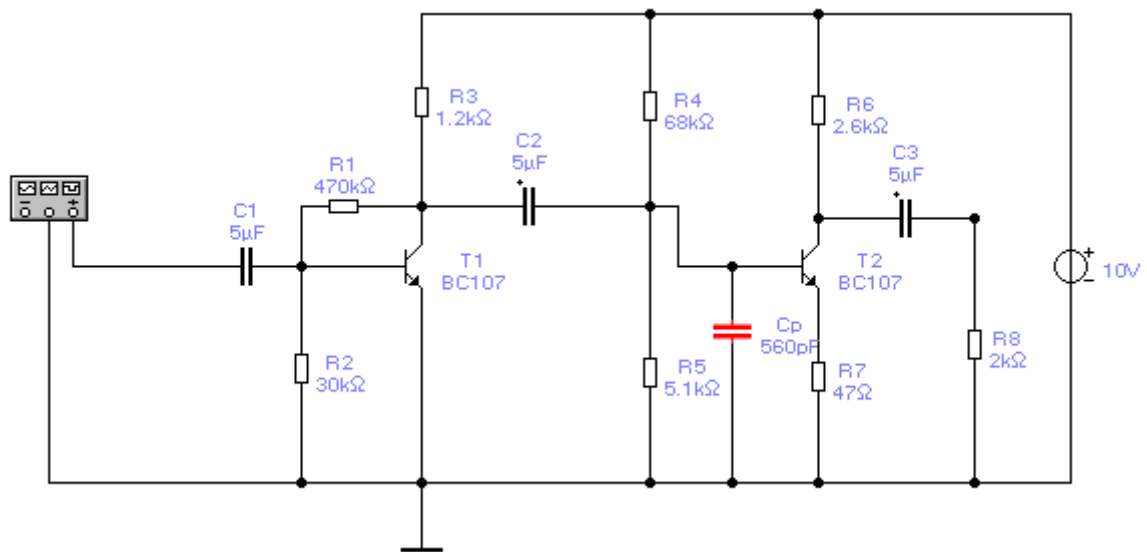 R3
1.2kΩ
R4
68kΩ
R6
2.6kΩ
C2
5µF
C3
5µF
R1
470kΩ
C1
5µF
T1
BC107
T2
BC107
+
-
10V
Cp
560pF
R2
30kΩ
R5
5.1kΩ
R7
47Ω
R8
2kΩ